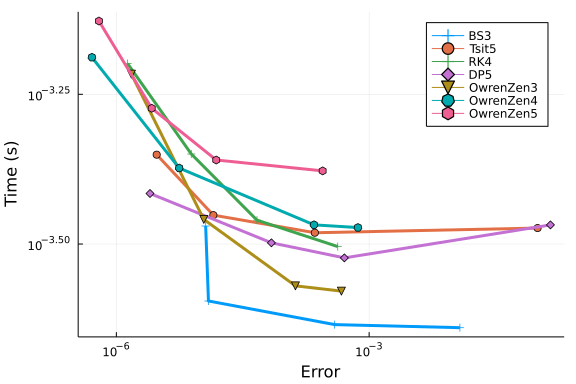 BS3
Tsit5
RK4
DP5
OwrenZen3
OwrenZen4
OwrenZen5
10⁻³·²⁵
10⁻³·⁵⁰
Time (s)
10⁻⁶
10⁻³
Error